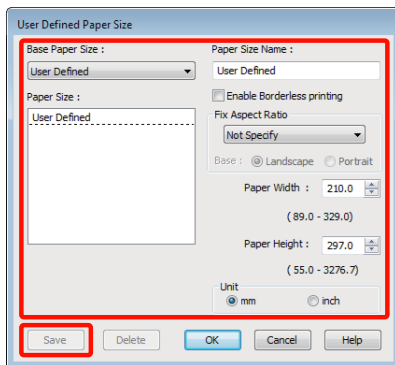 User Defined Paper Size
Base Paper Size :
User Defined
Paper Size :
User Defined
Paper Size Name :
User Defined
Enable Borderless printing
Fix Aspect Ratio
Not Specify
Base : Landscape Portrait
Paper Width : 210.0
( 89.0 - 329.0)
Paper Height : 297.0
( 55.0 - 3276.7)
Unit
mm inch
Save Delete OK Cancel Help